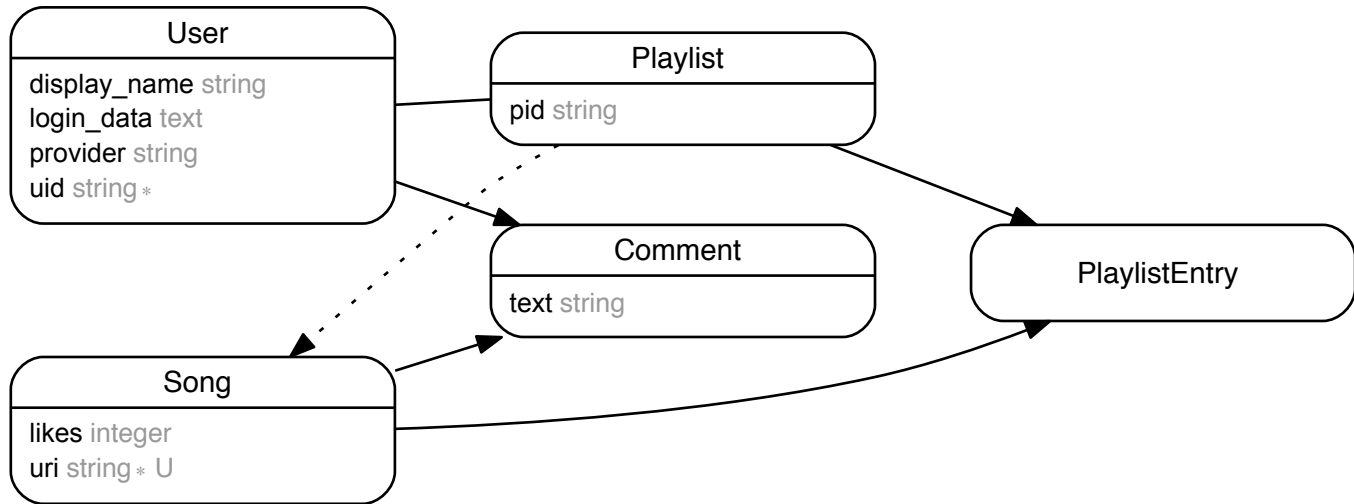 User
display_name string
login_data text
provider string
uid string *
Playlist
pid string
Comment
text string
PlaylistEntry
Song
likes integer
uri string * U